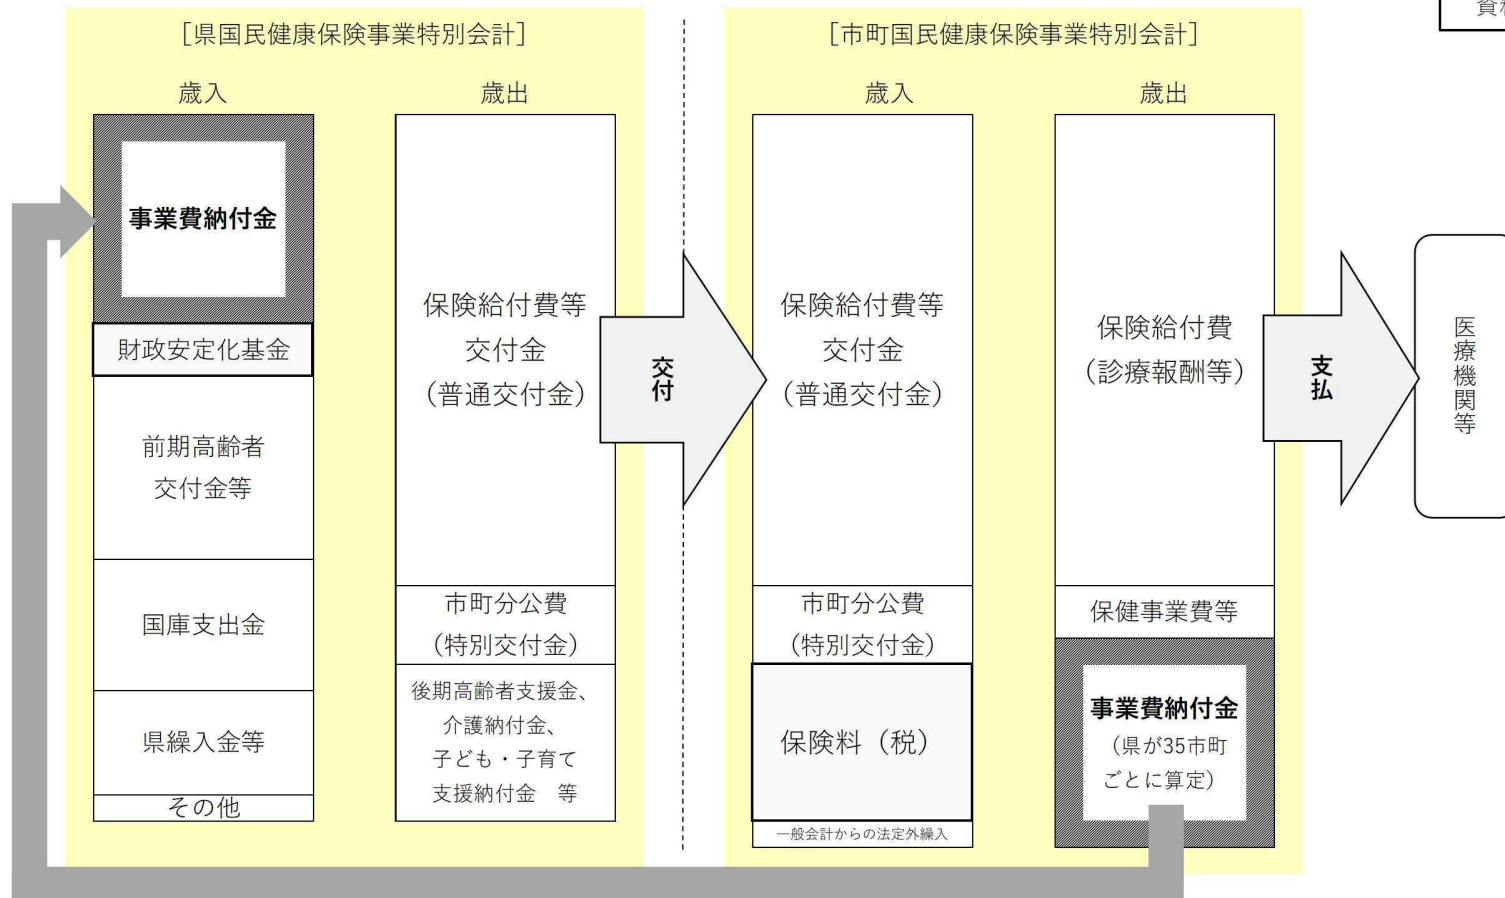 ［県国民健康保険事業特別会計］
歳入
事業費納付金
財政安定化基金
前期高齢者
交付金等
国庫支出金
県繰入金等
その他
歳出
保険給付費等
交付金
（普通交付金）
市町分公費
（特別交付金）
後期高齢者支援金、
介護納付金、
子ども・子育て
支援納付金　等
交付
［市町国民健康保険事業特別会計］
歳入
保険給付費等
交付金
（普通交付金）
市町分公費
（特別交付金）
保険料（税）
一般会計からの法定外繰入
歳出
保険給付費
（診療報酬等）
保健事業費等
事業費納付金
（県が35市町
ごとに算定）
支払
医療機関等